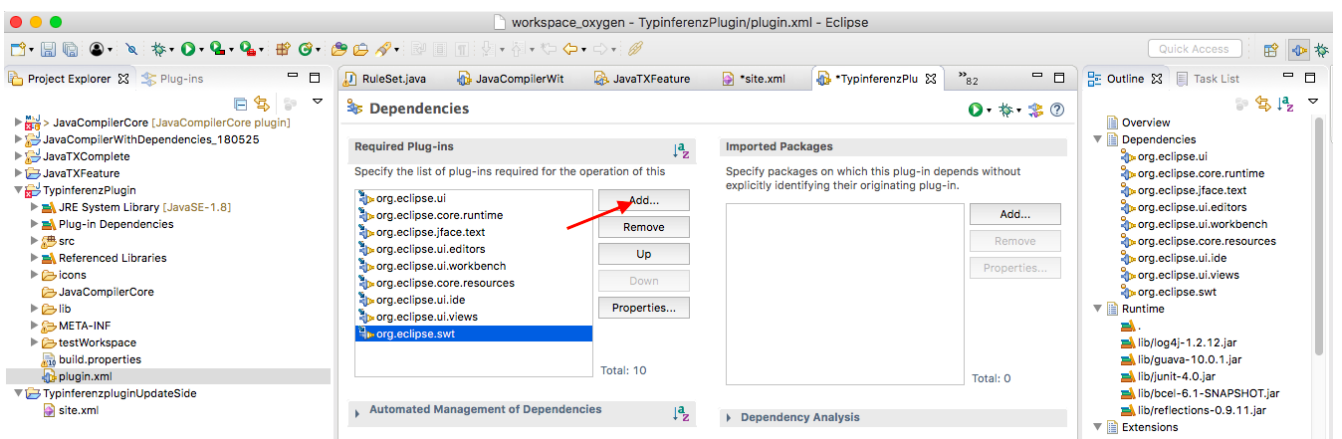 workspace_oxygen - TypinferenzPlugin/plugin.xml - Eclipse
Quick Access
Project Explorer
Plug-ins
> JavaCompilerCore [JavaCompilerCore plugin]
JavaCompilerWithDependencies_180525
JavaTXComplete
JavaTXFeature
TypinferenzPlugin
JRE System Library [JavaSE-1.8]
Plug-in Dependencies
src
Referenced Libraries
icons
JavaCompilerCore
lib
META-INF
testWorkspace
build.properties
plugin.xml
TypinferenzpluginUpdateSide
site.xml
RuleSet.java
JavaCompilerWit
JavaTXFeature
*site.xml
*TypinferenzPlu
»82
Dependencies
Required Plug-ins
Specify the list of plug-ins required for the operation of this
org.eclipse.ui
org.eclipse.core.runtime
org.eclipse.jface.text
org.eclipse.ui.editors
org.eclipse.ui.workbench
org.eclipse.core.resources
org.eclipse.ui.ide
org.eclipse.ui.views
org.eclipse.swt
Add...
Remove
Up
Down
Properties...
Total: 10
Automated Management of Dependencies
Imported Packages
Specify packages on which this plug-in depends without
explicitly identifying their originating plug-in.
Add...
Remove
Properties...
Total: 0
Dependency Analysis
Outline
Task List
Overview
Dependencies
org.eclipse.ui
org.eclipse.core.runtime
org.eclipse.jface.text
org.eclipse.ui.editors
org.eclipse.ui.workbench
org.eclipse.core.resources
org.eclipse.ui.ide
org.eclipse.ui.views
org.eclipse.swt
Runtime
.
lib/log4j-1.2.12.jar
lib/guava-10.0.1.jar
lib/junit-4.0.jar
lib/bcel-6.1-SNAPSHOT.jar
lib/reflections-0.9.11.jar
Extensions